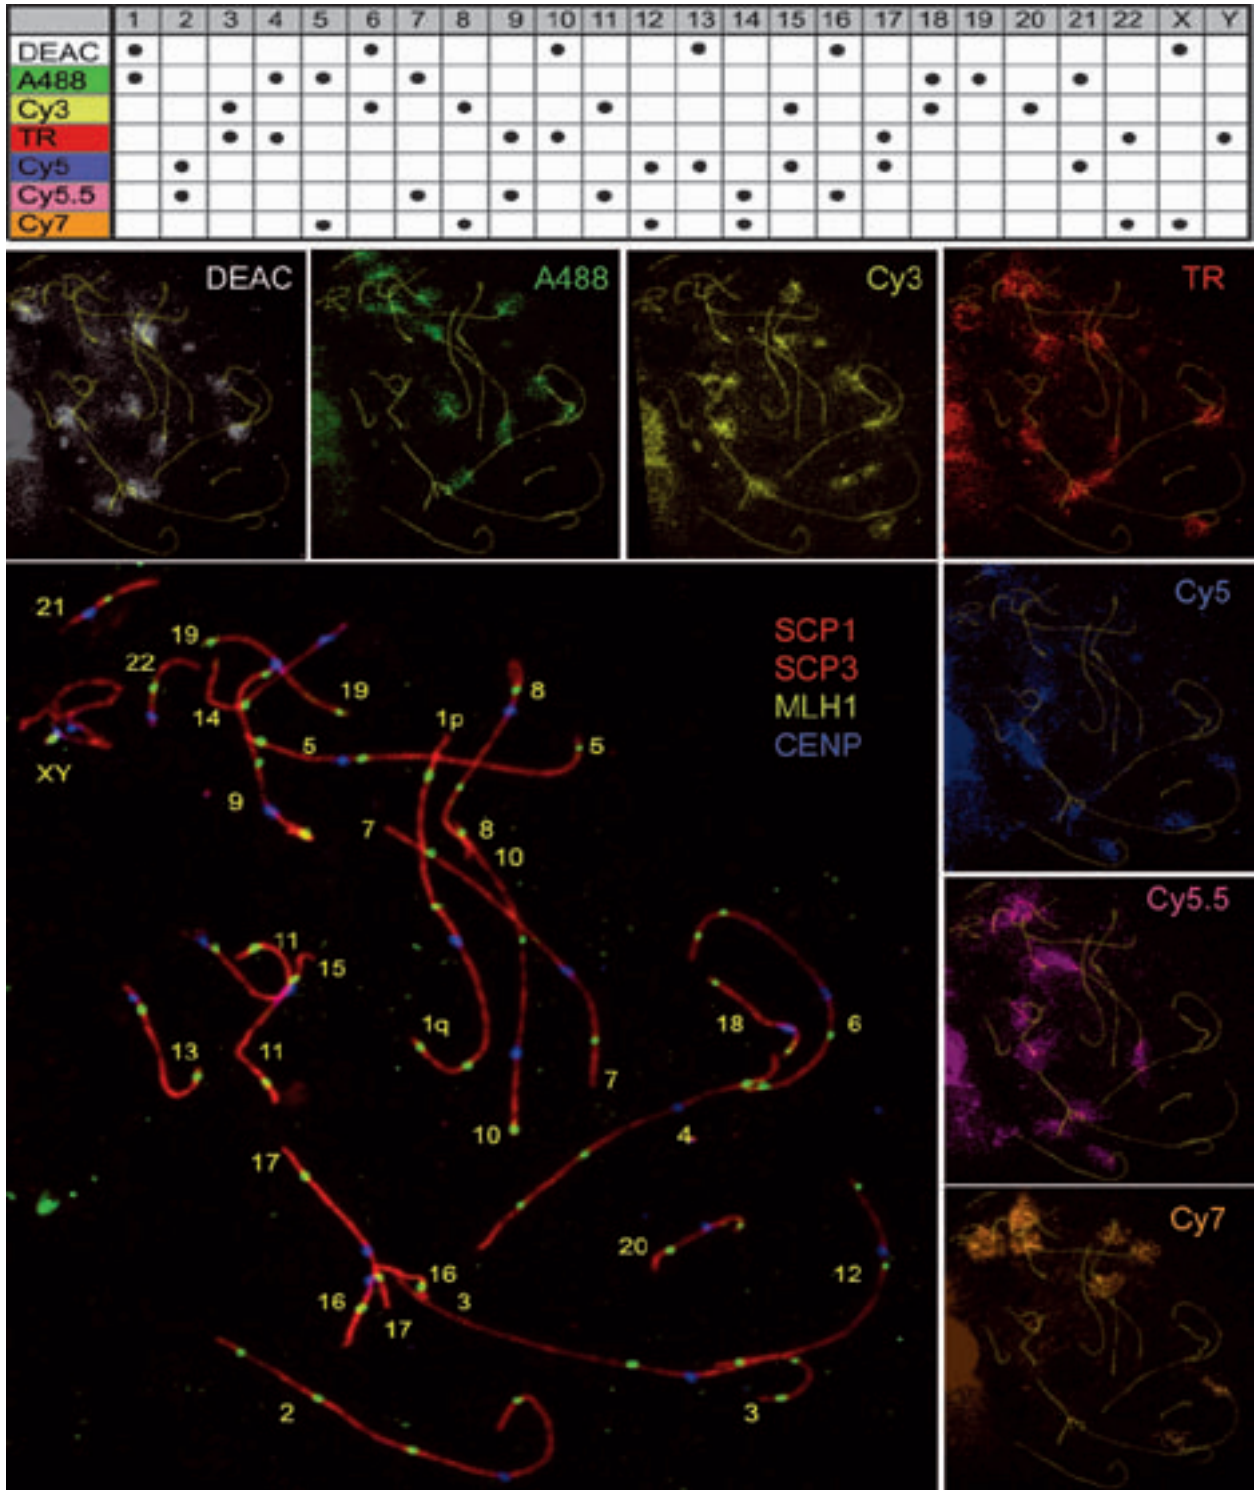 1 2 3 4 5 6 7 8 9 10 11 12 13 14 15 16 17 18 19 20 21 22 X Y
DEAC
A488
Cy3
TR
Cy5
Cy5.5
Cy7
DEAC
A488
Cy3
TR
Cy5
Cy5.5
Cy7
SCP1
SCP3
MLH1
CENP
21
19
22
19
14
8
1p
5
5
XY
9
7
8
10
11
15
18
6
1q
13
11
7
10
4
17
20
12
16
16
3
17
2
3